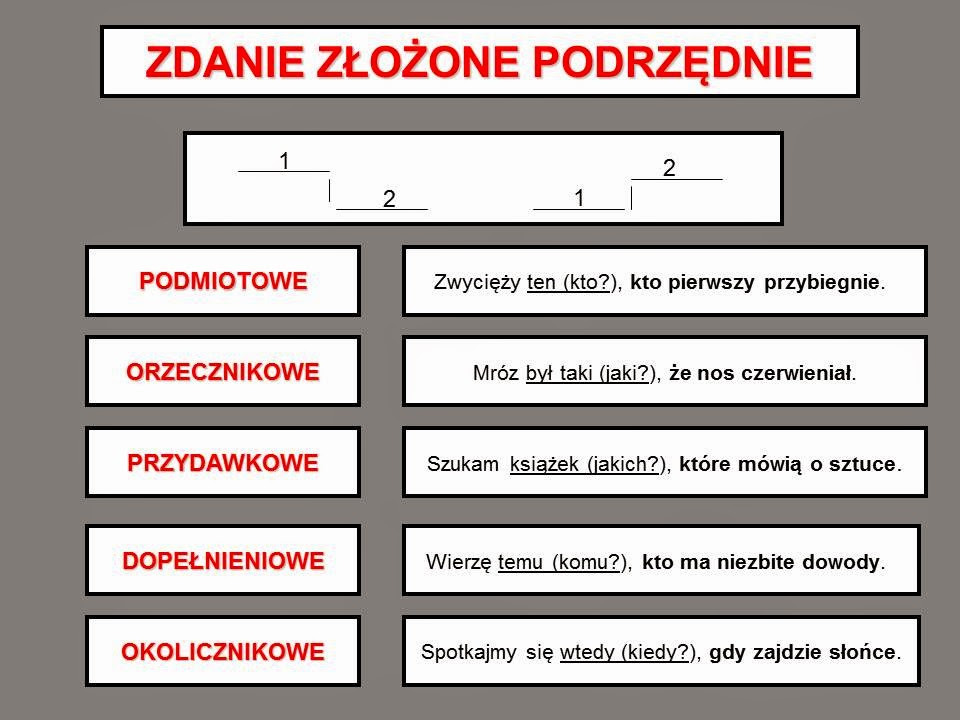 ZDANIE ZŁOŻONE PODRZĘDNIE
1
2
1
2
PODMIOTOWE
Zwycięży ten (kto?), kto pierwszy przybiegnie.
ORZECZNIKOWE
Mróz był taki (jaki?), że nos czerwieniał.
PRZYDAWKOWE
Szukam książek (jakich?), które mówią o sztuce.
DOPEŁNIENIOWE
Wierzę temu (komu?), kto ma niezbite dowody.
OKOLICZNIKOWE
Spotkajmy się wtedy (kiedy?), gdy zajdzie słońce.